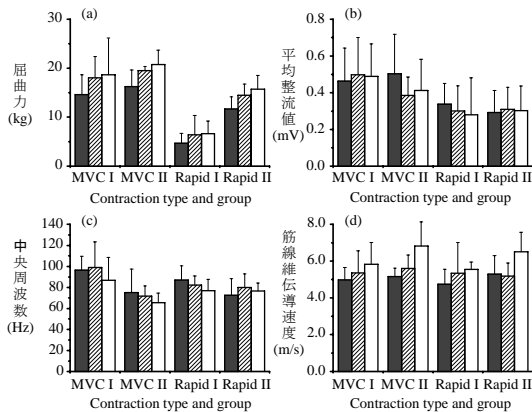 (a)
屈曲力
(kg)
30
20
10
0
MVC I MVC II Rapid I Rapid II
Contraction type and group
(b)
平均整流値
(mV)
0.8
0.6
0.4
0.2
0.0
MVC I MVC II Rapid I Rapid II
Contraction type and group
(c)
中央周波数
(Hz)
140
120
100
80
60
40
20
0
MVC I MVC II Rapid I Rapid II
Contraction type and group
(d)
筋線維伝導速度
(m/s)
8.0
6.0
4.0
2.0
0.0
MVC I MVC II Rapid I Rapid II
Contraction type and group